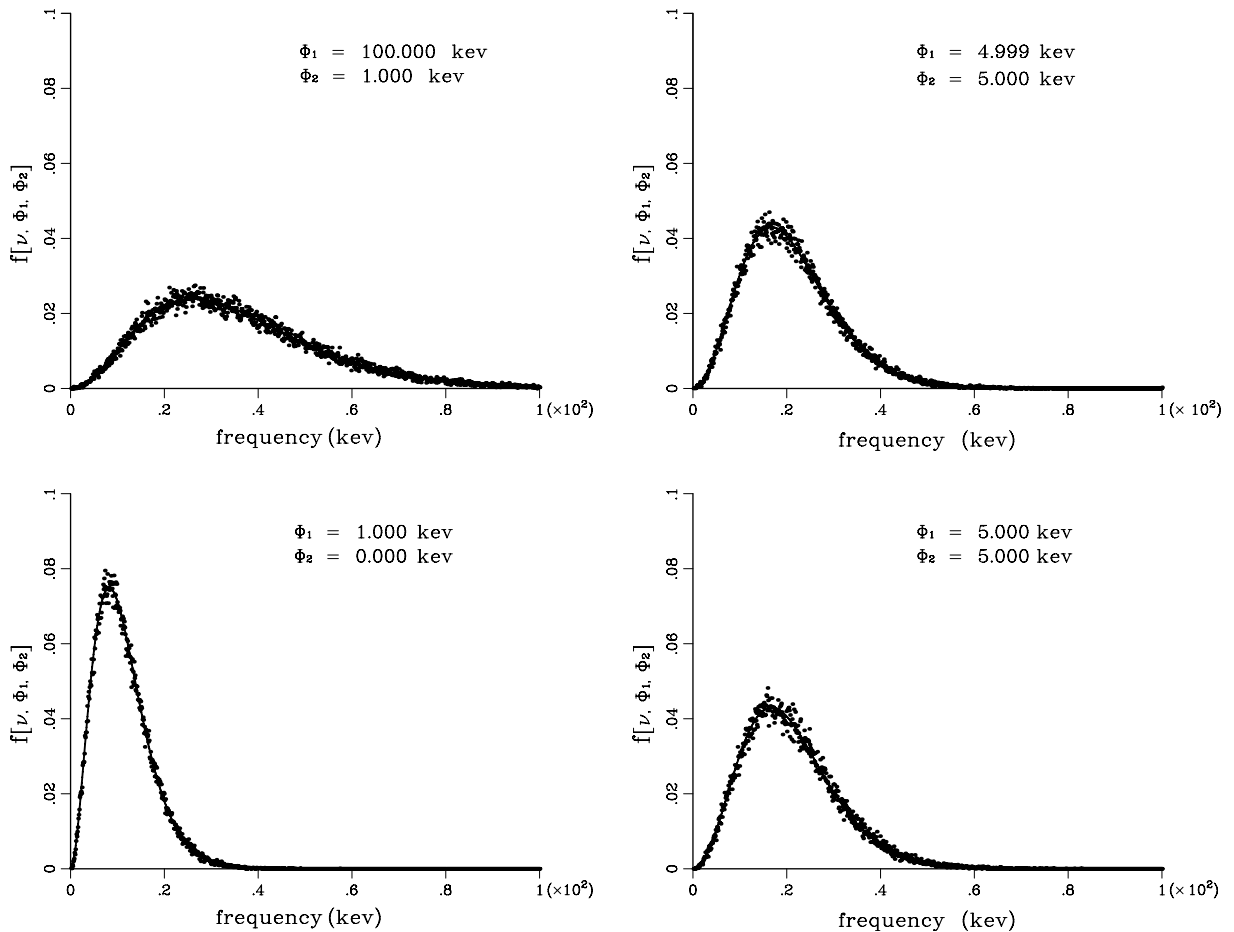 .1
.08
.06
.04
.02
0
f[ν, Φ₁, Φ₂]
Φ₁ = 100.000 kev
Φ₂ = 1.000 kev
0 .2 .4 .6 .8 1(×10²)
frequency (kev)
.1
.08
.06
.04
.02
0
f[ν, Φ₁, Φ₂]
Φ₁ = 4.999 kev
Φ₂ = 5.000 kev
0 .2 .4 .6 .8 1(×10²)
frequency (kev)
.1
.08
.06
.04
.02
0
f[ν, Φ₁, Φ₂]
Φ₁ = 1.000 kev
Φ₂ = 0.000 kev
0 .2 .4 .6 .8 1(×10²)
frequency (kev)
.1
.08
.06
.04
.02
0
f[ν, Φ₁, Φ₂]
Φ₁ = 5.000 kev
Φ₂ = 5.000 kev
0 .2 .4 .6 .8 1(×10²)
frequency (kev)